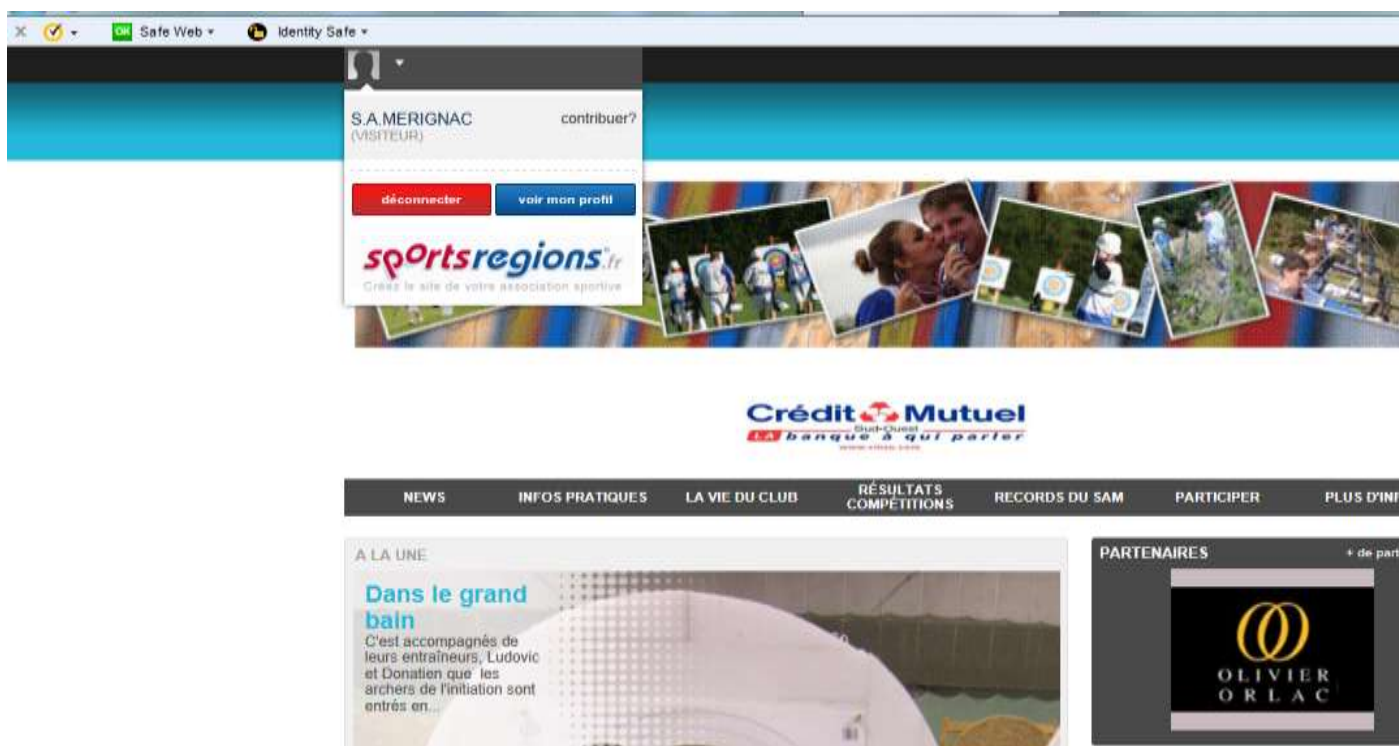 OK Safe Web
Identity Safe
S.A.MERIGNAC contribuer?
(VISITEUR)
déconnecter voir mon profil
sportsregions.fr
Créez le site de votre association sportive
Crédit Mutuel
Sud-Ouest
LA banque à qui parler
NEWS INFOS PRATIQUES LA VIE DU CLUB RÉSULTATS COMPÉTITIONS RECORDS DU SAM PARTICIPER PLUS D'IN
A LA UNE
Dans le grand
bain
C'est accompagnés de
leurs entraîneurs, Ludovic
et Donatien que les
archers de l'initiation sont
entrés en...
PARTENAIRES + de part
OLIVIER
ORLAC